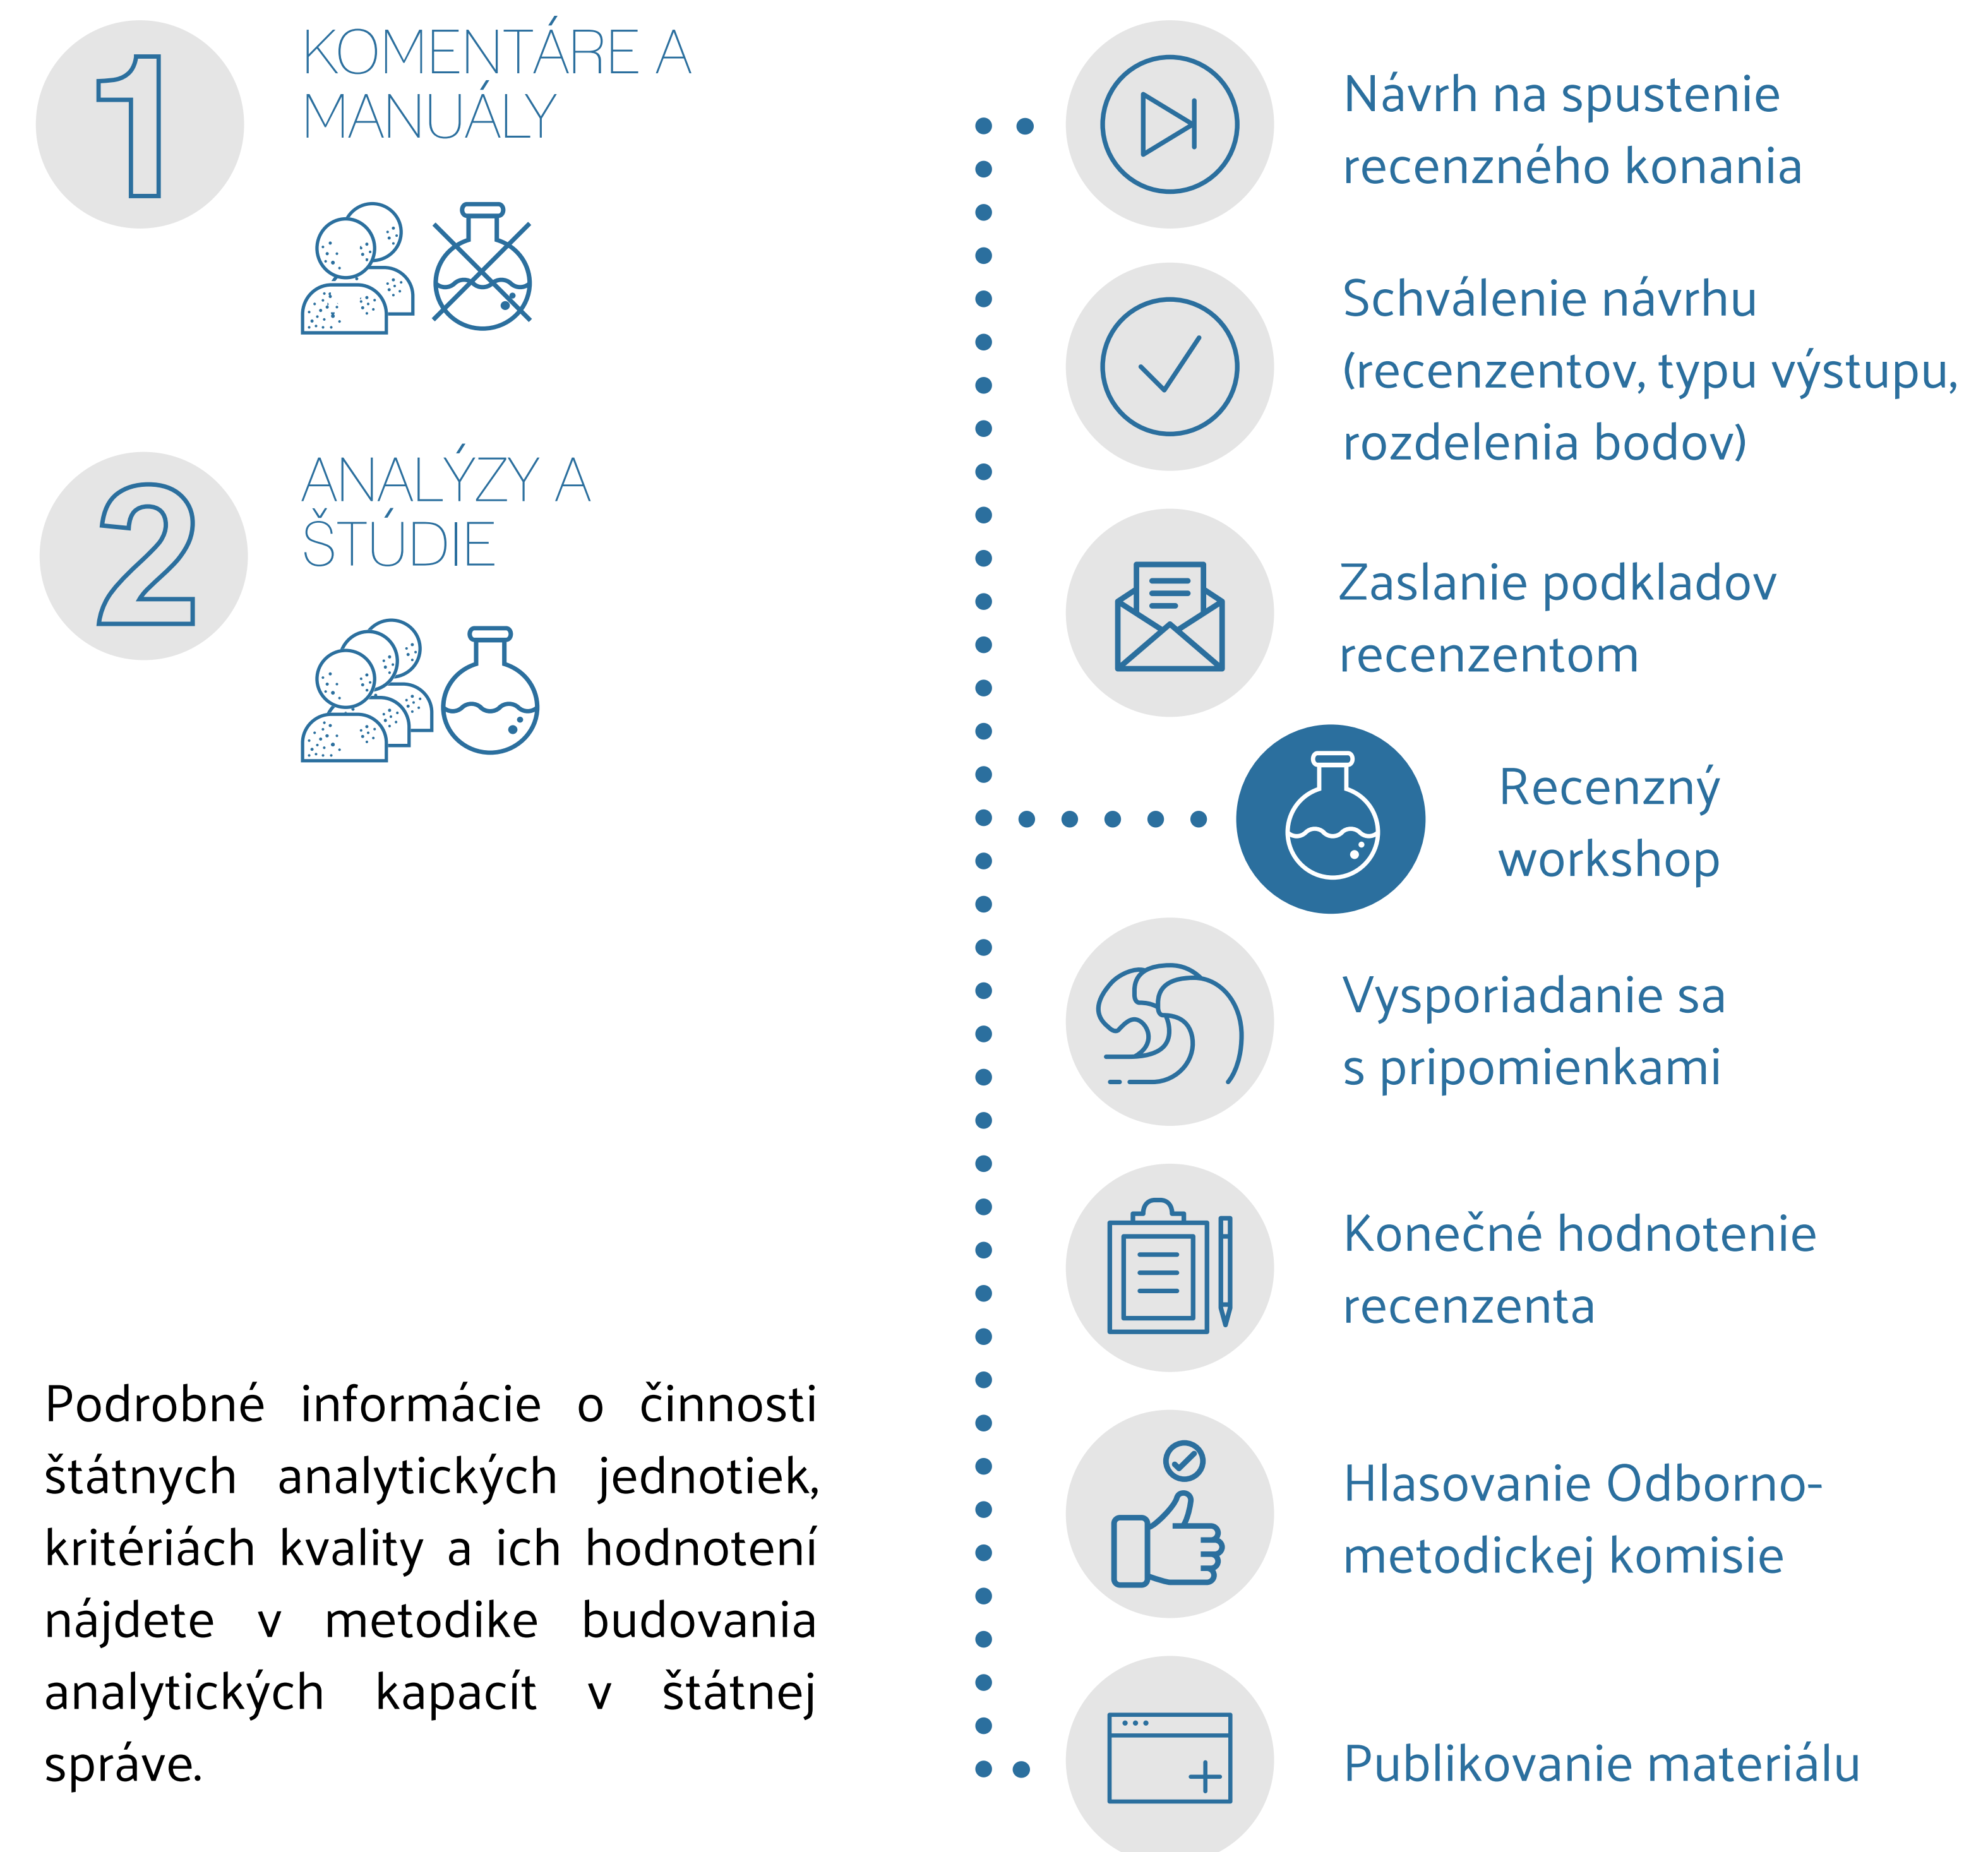 1
KOMENTÁRE A
MANUÁLY
2
ANALÝZY A
ŠTÚDIE
Podrobné informácie o činnosti
štátnych analytických jednotiek,
kritériách kvality a ich hodnotení
nájdete v metodike budovania
analytických kapacít v štátnej
správe.
Návrh na spustenie
recenzného konania
Schválenie návrhu
(recenzentov, typu výstupu,
rozdelenia bodov)
Zaslanie podkladov
recenzentom
Recenzný
workshop
Vysporiadanie sa
s pripomienkami
Konečné hodnotenie
recenzenta
Hlasovanie Odborno-
metodickej komisie
Publikovanie materiálu